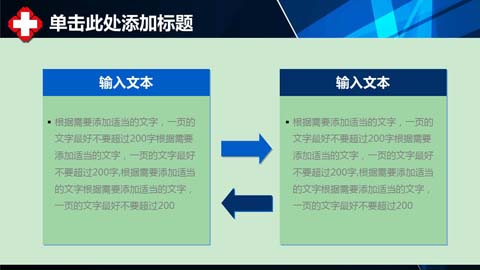 单击此处添加标题
输入文本
根据需要添加适当的文字，一页的
文字最好不要超过200字根据需要
添加适当的文字，一页的文字最好
不要超过200字,根据需要添加适当
的文字根据需要添加适当的文字，
一页的文字最好不要超过200
输入文本
根据需要添加适当的文字，一页的
文字最好不要超过200字根据需要
添加适当的文字，一页的文字最好
不要超过200字,根据需要添加适当
的文字根据需要添加适当的文字，
一页的文字最好不要超过200